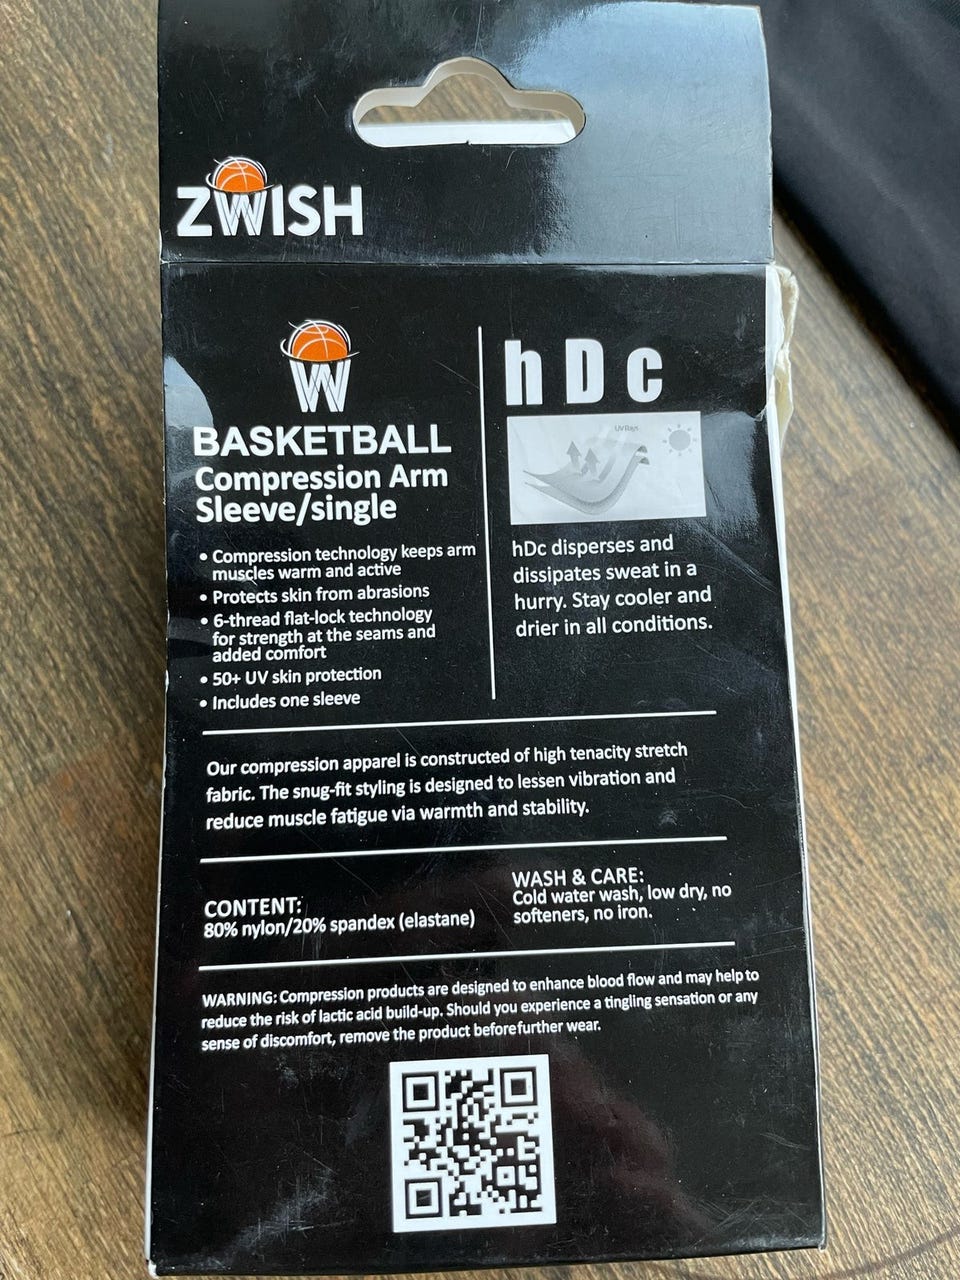 ZWISH
W
BASKETBALL
Compression Arm
Sleeve/single
• Compression technology keeps arm
muscles warm and active
• Protects skin from abrasions
• 6-thread flat-lock technology
for strength at the seams and
added comfort
• 50+ UV skin protection
• Includes one sleeve
hDc
UV Rays
hDc disperses and
dissipates sweat in a
hurry. Stay cooler and
drier in all conditions.
Our compression apparel is constructed of high tenacity stretch
fabric. The snug-fit styling is designed to lessen vibration and
reduce muscle fatigue via warmth and stability.
CONTENT:
80% nylon/20% spandex (elastane)
WASH & CARE:
Cold water wash, low dry, no
softeners, no iron.
WARNING: Compression products are designed to enhance blood flow and may help to
reduce the risk of lactic acid build-up. Should you experience a tingling sensation or any
sense of discomfort, remove the product before further wear.